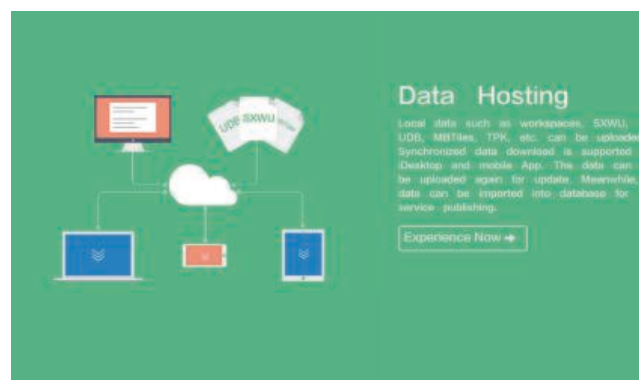 UDB
SXWU
Data Hosting
Local data such as workspaces, SXWU,
UDB, MBTiles, TPK, etc. can be uploaded
Synchronized data download is supported
iDesktop and mobile App. The data can
be uploaded again for update. Meanwhile,
data can be imported into database for
service publishing.
Experience Now